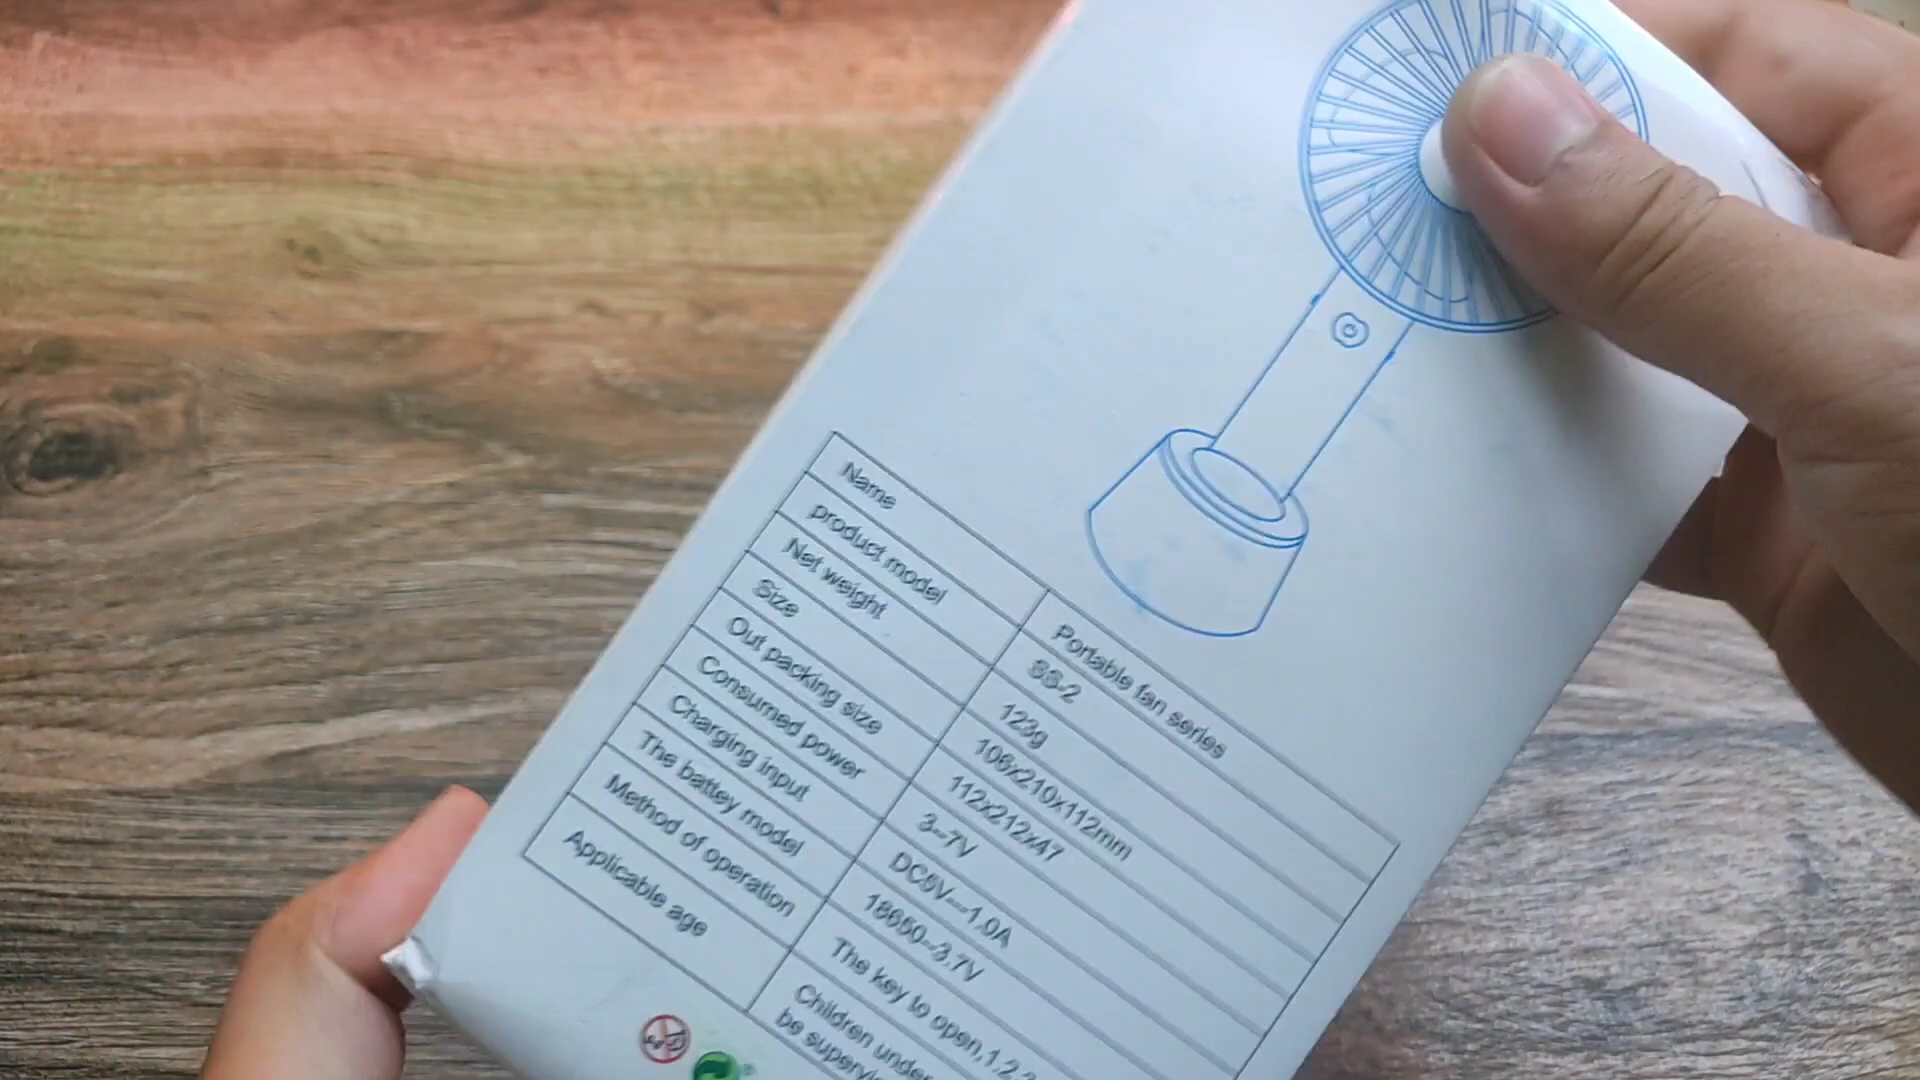 Name Portable fan series
product model SS-2
Net weight 123g
Size 106x210x112mm
Out packing size 112x212x47
Consumed power 3--7V
Charging input DC5V---1.0A
The battey model 18650--3.7V
Method of operation The key to open,1,2,
Applicable age Children under
be supervi